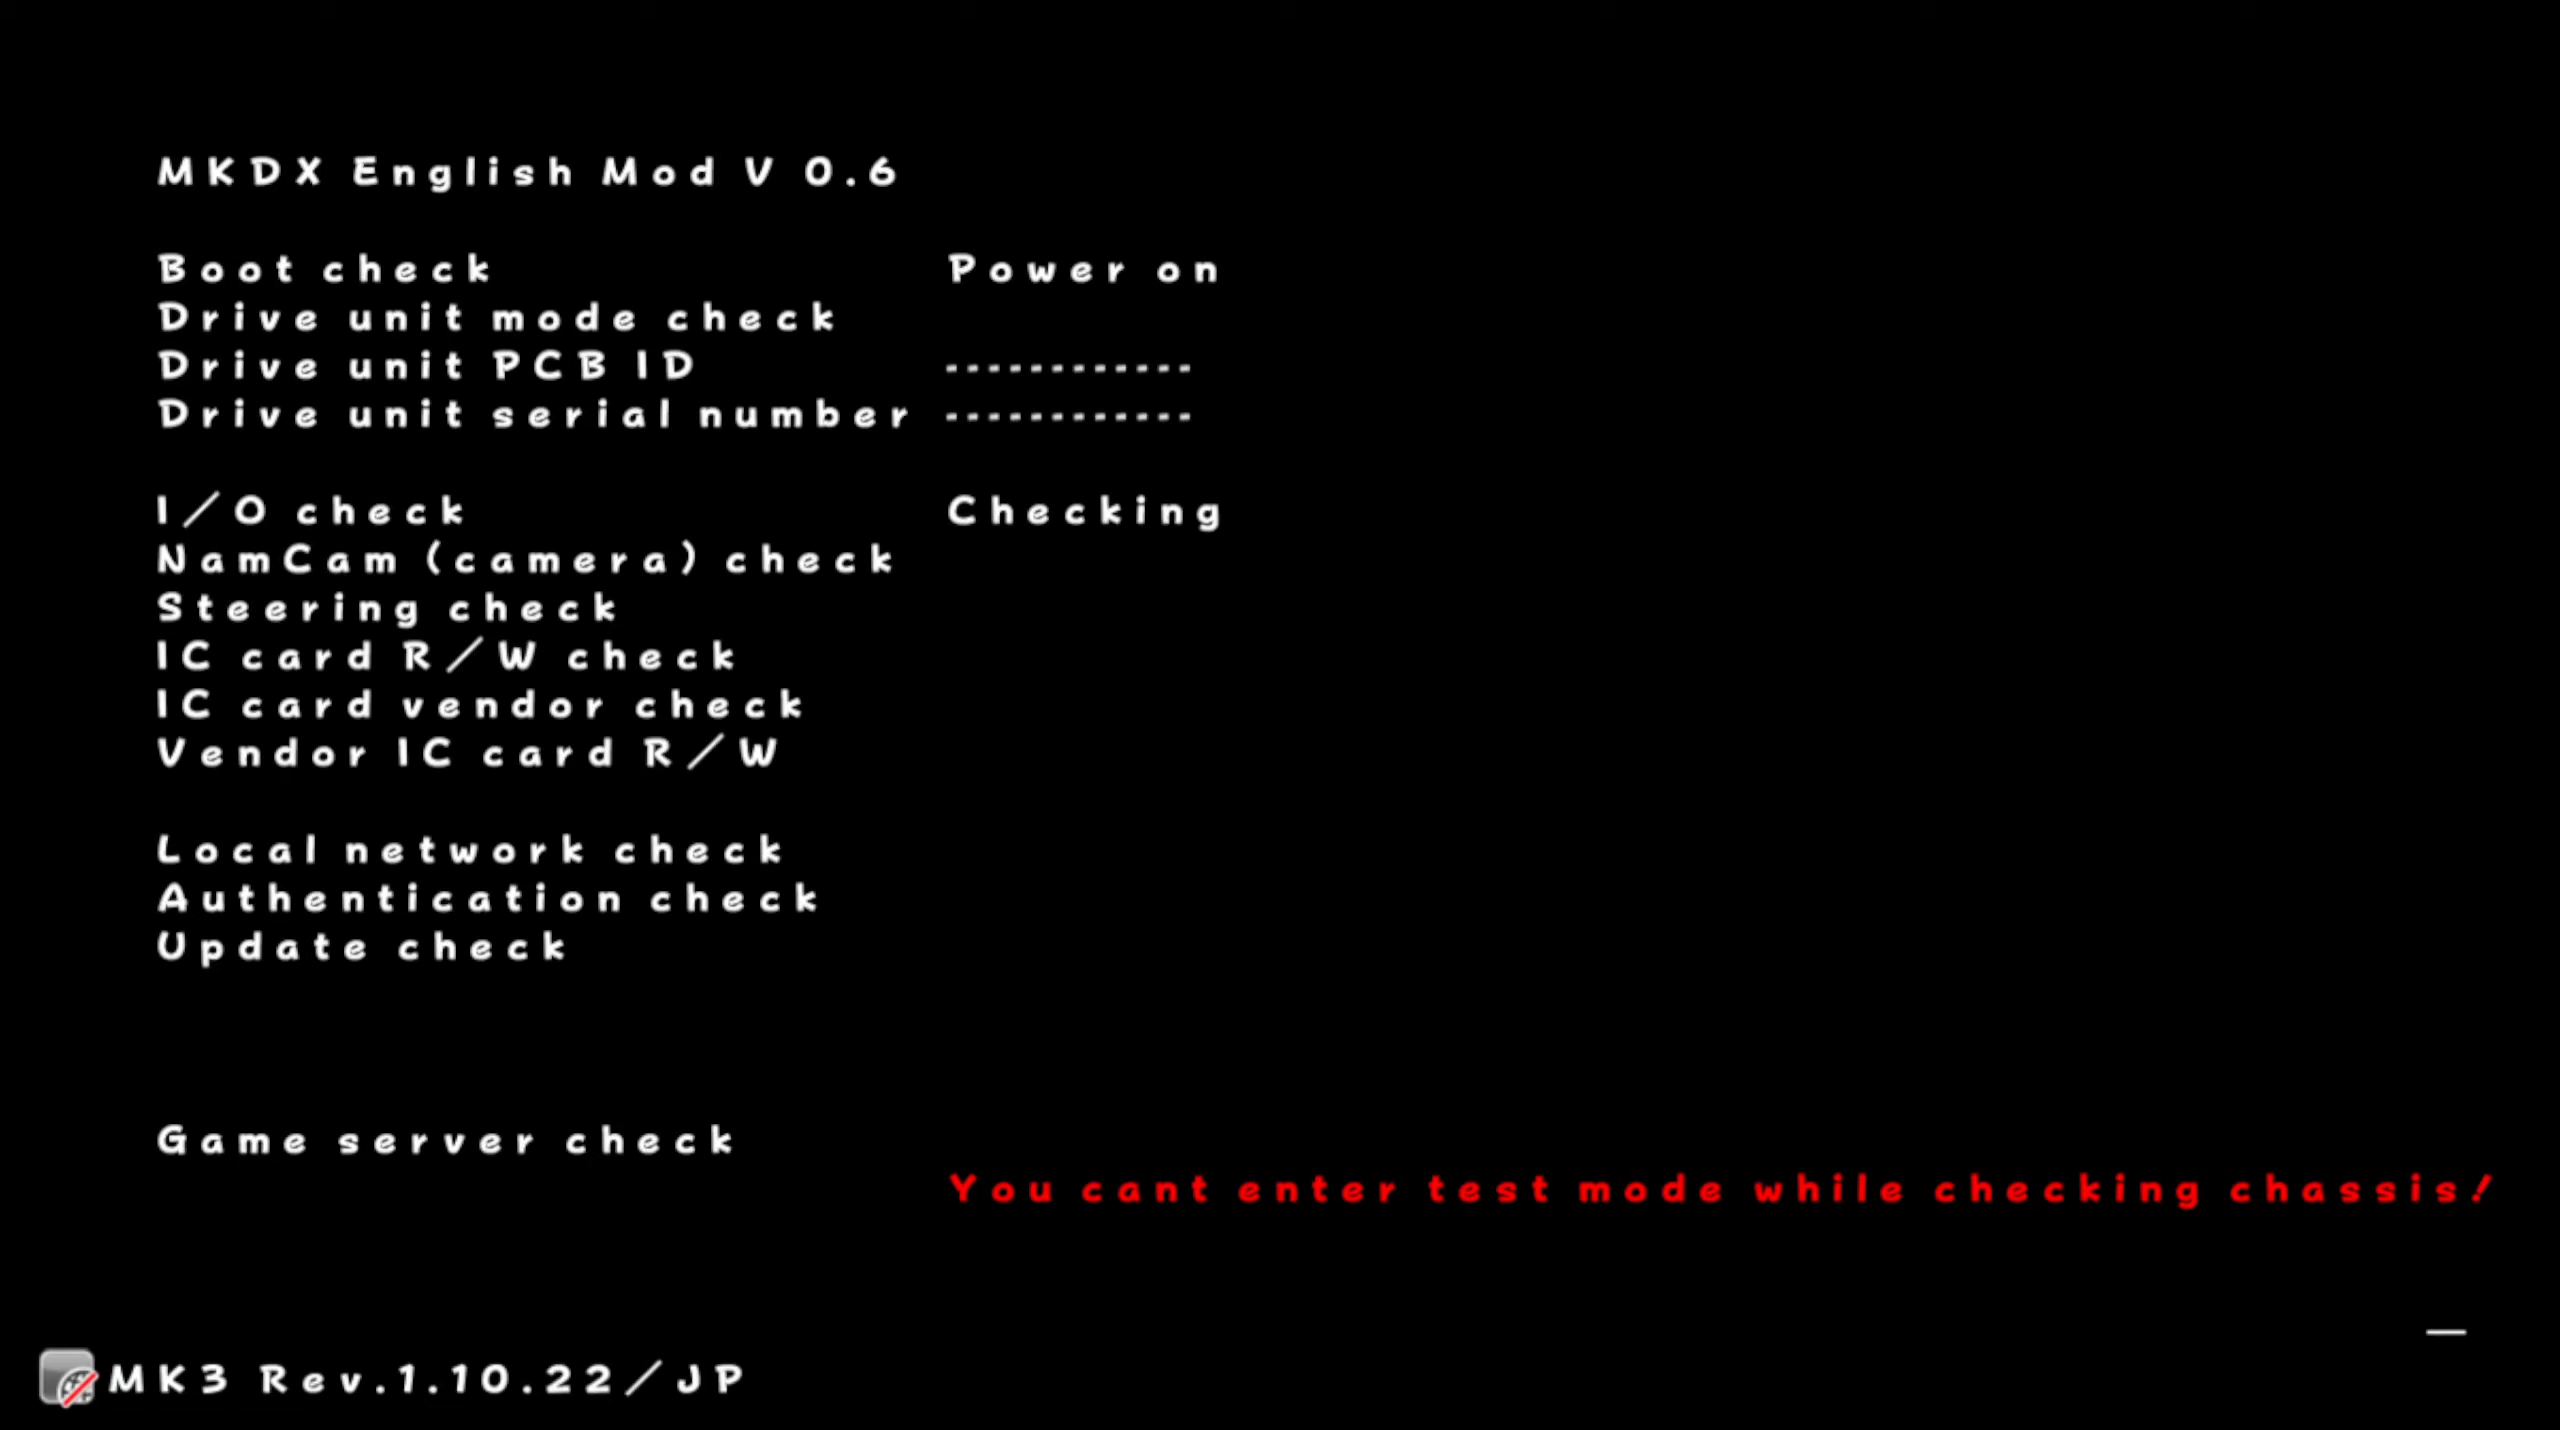 MKDX English Mod V 0.6
Boot check Power on
Drive unit mode check
Drive unit PCB ID ------------
Drive unit serial number ------------
I／O check Checking
NamCam (camera) check
Steering check
IC card R／W check
IC card vendor check
Vendor IC card R／W
Local network check
Authentication check
Update check
Game server check
You cant enter test mode while checking chassis!
MK3 Rev.1.10.22／JP